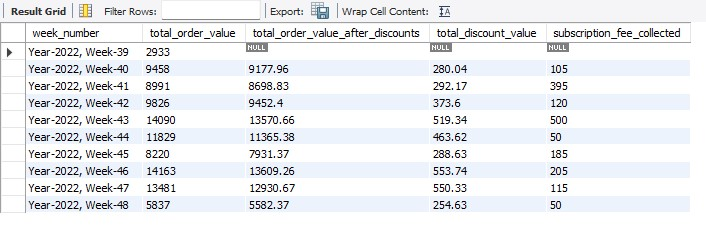 Result Grid Filter Rows: Export: Wrap Cell Content:
week_number total_order_value total_order_value_after_discounts total_discount_value subscription_fee_collected
Year-2022, Week-39 2933 NULL NULL NULL
Year-2022, Week-40 9458 9177.96 280.04 105
Year-2022, Week-41 8991 8698.83 292.17 395
Year-2022, Week-42 9826 9452.4 373.6 120
Year-2022, Week-43 14090 13570.66 519.34 500
Year-2022, Week-44 11829 11365.38 463.62 50
Year-2022, Week-45 8220 7931.37 288.63 185
Year-2022, Week-46 14163 13609.26 553.74 205
Year-2022, Week-47 13481 12930.67 550.33 115
Year-2022, Week-48 5837 5582.37 254.63 50